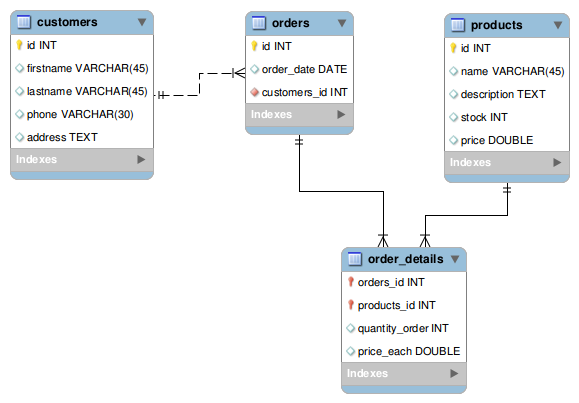 customers
id INT
firstname VARCHAR(45)
lastname VARCHAR(45)
phone VARCHAR(30)
address TEXT
Indexes
orders
id INT
order_date DATE
customers_id INT
Indexes
products
id INT
name VARCHAR(45)
description TEXT
stock INT
price DOUBLE
Indexes
order_details
orders_id INT
products_id INT
quantity_order INT
price_each DOUBLE
Indexes